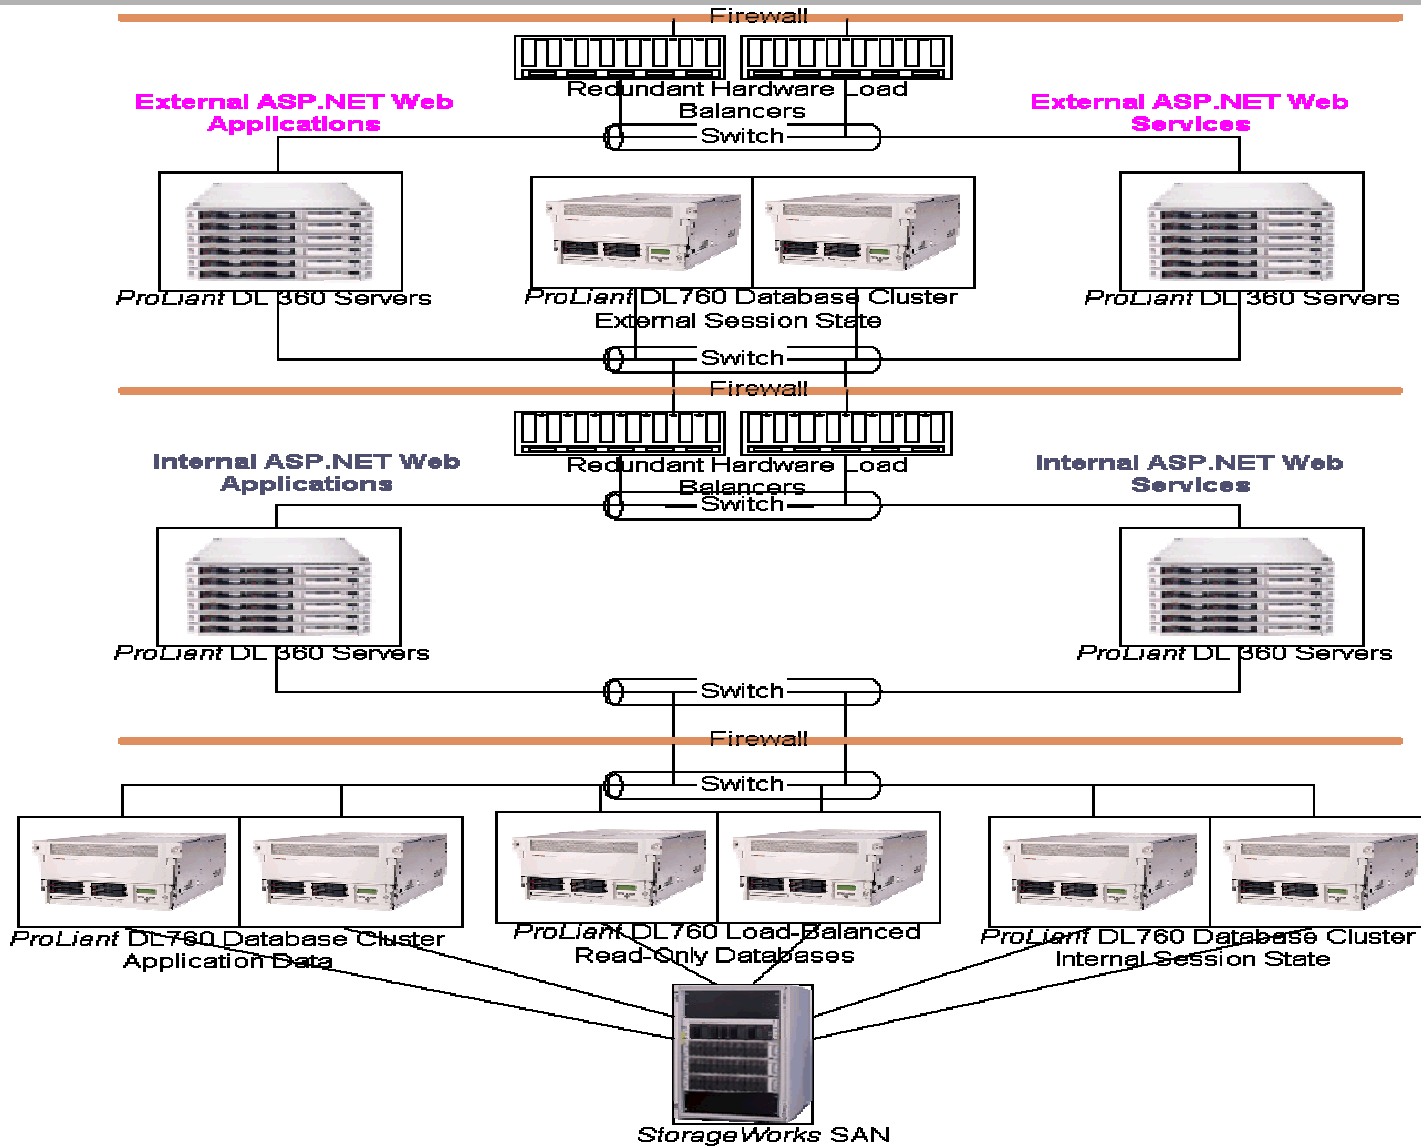 Firewall
Redundant Hardware Load
Balancers
External ASP.NET Web
Applications
External ASP.NET Web
Services
Switch
ProLiant DL 360 Servers
ProLiant DL760 Database Cluster
External Session State
ProLiant DL 360 Servers
Switch
Firewall
Redundant Hardware Load
Balancers
Internal ASP.NET Web
Applications
Internal ASP.NET Web
Services
Switch
ProLiant DL 360 Servers
ProLiant DL 360 Servers
Switch
Firewall
Switch
ProLiant DL760 Database Cluster
Application Data
ProLiant DL760 Load-Balanced
Read-Only Databases
ProLiant DL760 Database Cluster
Internal Session State
StorageWorks SAN